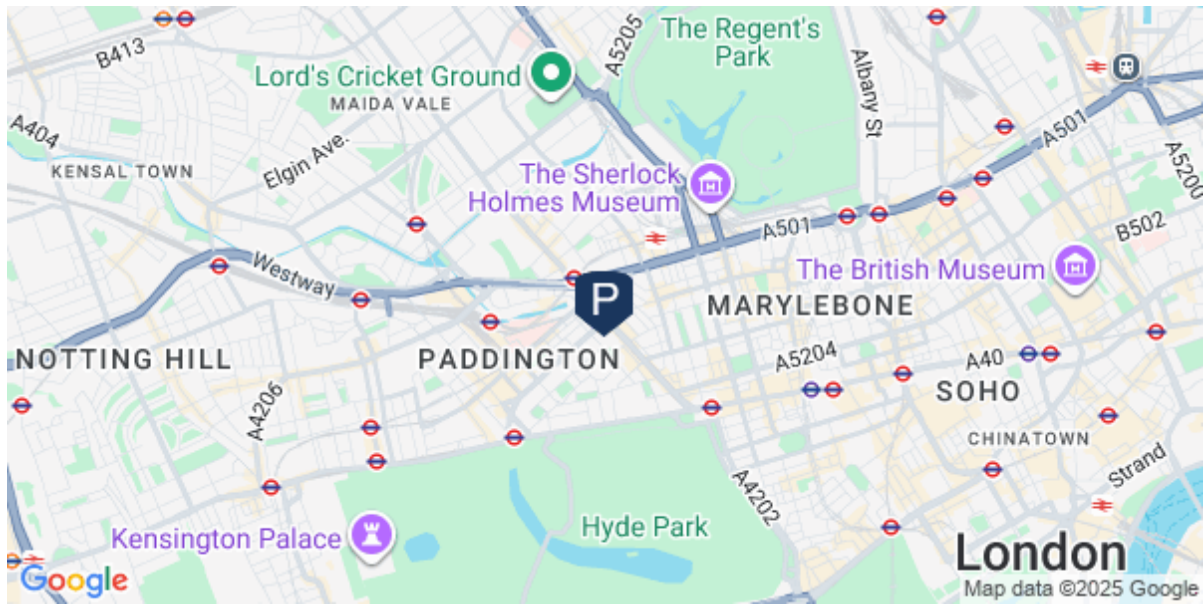 B413
A5205
The Regent's
Park
Lord's Cricket Ground
MAIDA VALE
Albany St
A404
A501
Elgin Ave.
KENSAL TOWN
A5200
The Sherlock
Holmes Museum
A501
B502
Westway
The British Museum
P
MARYLEBONE
NOTTING HILL
PADDINGTON
A5204
A40
SOHO
A4206
CHINATOWN
Strand
A4202
Hyde Park
Kensington Palace
London
Google
Map data ©2025 Google